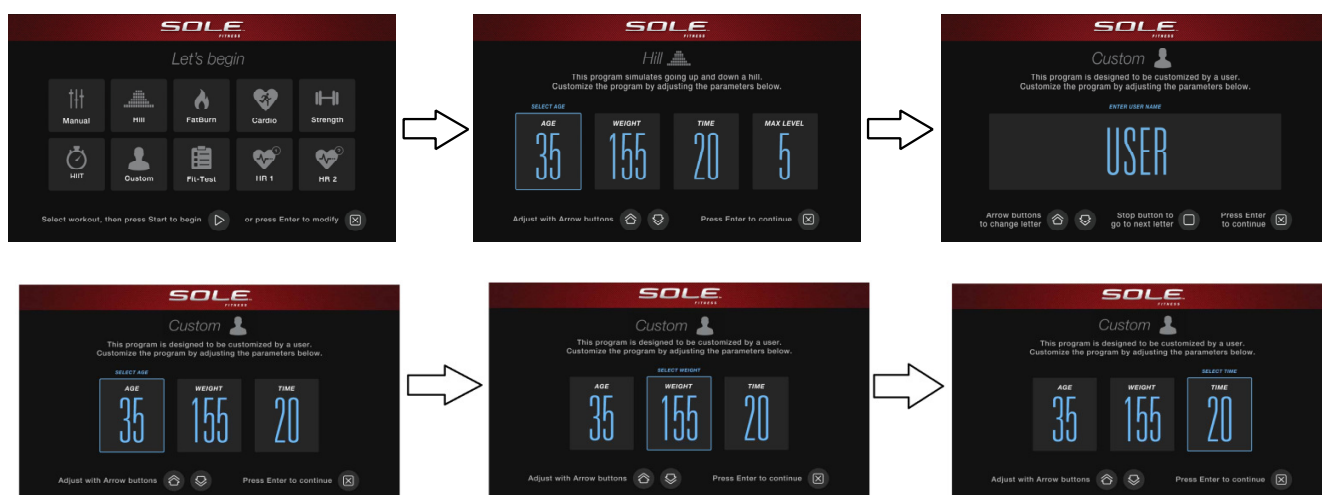 SOLE
FITNESS
Let's begin
Manual
Hill
FatBurn
Cardio
Strength
HIIT
Custom
Fit-Test
HR 1
HR 2
Select workout, then press Start to begin
or press Enter to modify
SOLE
FITNESS
Hill
This program simulates going up and down a hill.
Customize the program by adjusting the parameters below.
SELECT AGE
AGE
WEIGHT
TIME
MAX LEVEL
35
155
20
5
Adjust with Arrow buttons
Press Enter to continue
SOLE
FITNESS
Custom
This program is designed to be customized by a user.
Customize the program by adjusting the parameters below.
ENTER USER NAME
USER
Arrow buttons
to change letter
Stop button to
go to next letter
Press Enter
to continue
SOLE
FITNESS
Custom
This program is designed to be customized by a user.
Customize the program by adjusting the parameters below.
SELECT AGE
AGE
WEIGHT
TIME
35
155
20
Adjust with Arrow buttons
Press Enter to continue
SOLE
FITNESS
Custom
This program is designed to be customized by a user.
Customize the program by adjusting the parameters below.
SELECT WEIGHT
AGE
WEIGHT
TIME
35
155
20
Adjust with Arrow buttons
Press Enter to continue
SOLE
FITNESS
Custom
This program is designed to be customized by a user.
Customize the program by adjusting the parameters below.
SELECT TIME
AGE
WEIGHT
TIME
35
155
20
Adjust with Arrow buttons
Press Enter to continue